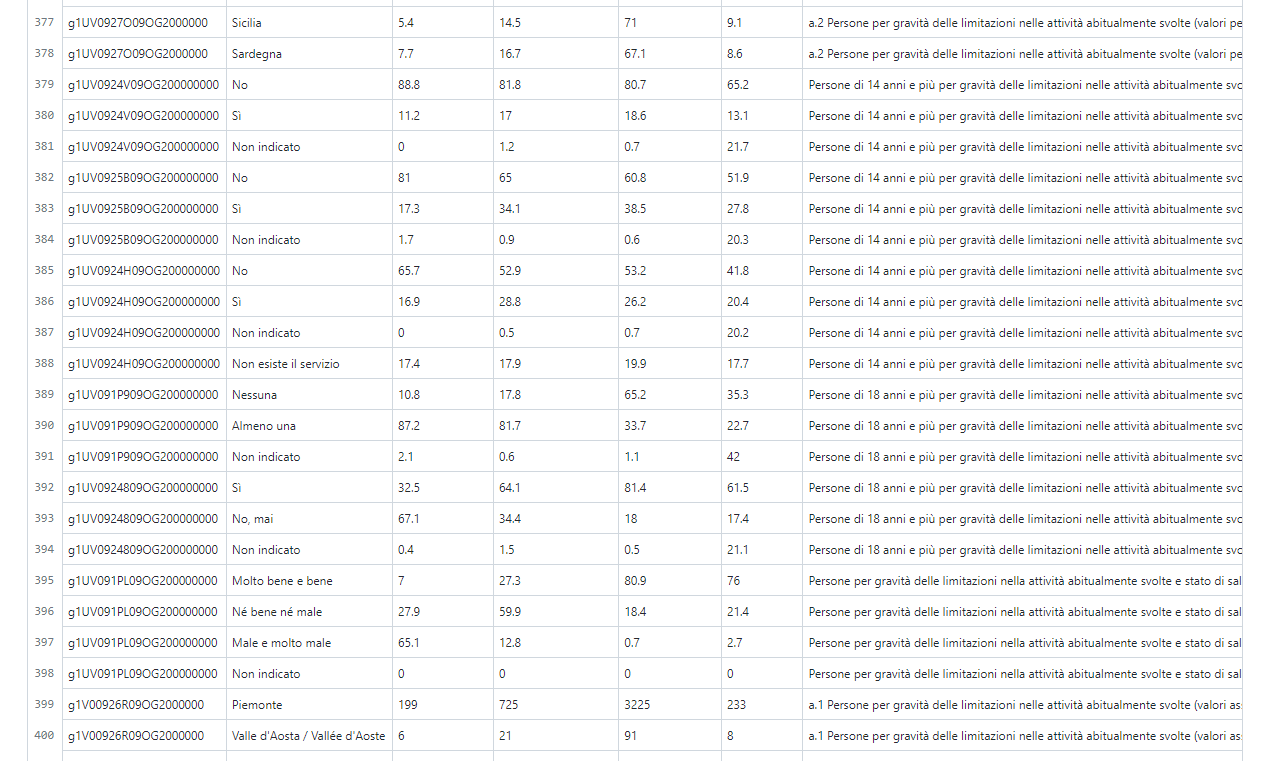 377 g1UV0927O09OG2000000 Sicilia 5.4 14.5 71 9.1 a.2 Persone per gravità delle limitazioni nelle attività abitualmente svolte (valori pe
378 g1UV0927O09OG2000000 Sardegna 7.7 16.7 67.1 8.6 a.2 Persone per gravità delle limitazioni nelle attività abitualmente svolte (valori pe
379 g1UV0924V09OG200000000 No 88.8 81.8 80.7 65.2 Persone di 14 anni e più per gravità delle limitazioni nelle attività abitualmente svo
380 g1UV0924V09OG200000000 Sì 11.2 17 18.6 13.1 Persone di 14 anni e più per gravità delle limitazioni nelle attività abitualmente svo
381 g1UV0924V09OG200000000 Non indicato 0 1.2 0.7 21.7 Persone di 14 anni e più per gravità delle limitazioni nelle attività abitualmente svo
382 g1UV0925B09OG200000000 No 81 65 60.8 51.9 Persone di 14 anni e più per gravità delle limitazioni nelle attività abitualmente svo
383 g1UV0925B09OG200000000 Sì 17.3 34.1 38.5 27.8 Persone di 14 anni e più per gravità delle limitazioni nelle attività abitualmente svo
384 g1UV0925B09OG200000000 Non indicato 1.7 0.9 0.6 20.3 Persone di 14 anni e più per gravità delle limitazioni nelle attività abitualmente svo
385 g1UV0924H09OG200000000 No 65.7 52.9 53.2 41.8 Persone di 14 anni e più per gravità delle limitazioni nelle attività abitualmente svo
386 g1UV0924H09OG200000000 Sì 16.9 28.8 26.2 20.4 Persone di 14 anni e più per gravità delle limitazioni nelle attività abitualmente svo
387 g1UV0924H09OG200000000 Non indicato 0 0.5 0.7 20.2 Persone di 14 anni e più per gravità delle limitazioni nelle attività abitualmente svo
388 g1UV0924H09OG200000000 Non esiste il servizio 17.4 17.9 19.9 17.7 Persone di 14 anni e più per gravità delle limitazioni nelle attività abitualmente svo
389 g1UV091P909OG200000000 Nessuna 10.8 17.8 65.2 35.3 Persone di 18 anni e più per gravità delle limitazioni nelle attività abitualmente svo
390 g1UV091P909OG200000000 Almeno una 87.2 81.7 33.7 22.7 Persone di 18 anni e più per gravità delle limitazioni nelle attività abitualmente svo
391 g1UV091P909OG200000000 Non indicato 2.1 0.6 1.1 42 Persone di 18 anni e più per gravità delle limitazioni nelle attività abitualmente svo
392 g1UV0924809OG200000000 Sì 32.5 64.1 81.4 61.5 Persone di 18 anni e più per gravità delle limitazioni nelle attività abitualmente svo
393 g1UV0924809OG200000000 No, mai 67.1 34.4 18 17.4 Persone di 18 anni e più per gravità delle limitazioni nelle attività abitualmente svo
394 g1UV0924809OG200000000 Non indicato 0.4 1.5 0.5 21.1 Persone di 18 anni e più per gravità delle limitazioni nelle attività abitualmente svo
395 g1UV091PL09OG200000000 Molto bene e bene 7 27.3 80.9 76 Persone per gravità delle limitazioni nella attività abitualmente svolte e stato di sal
396 g1UV091PL09OG200000000 Né bene né male 27.9 59.9 18.4 21.4 Persone per gravità delle limitazioni nella attività abitualmente svolte e stato di sal
397 g1UV091PL09OG200000000 Male e molto male 65.1 12.8 0.7 2.7 Persone per gravità delle limitazioni nella attività abitualmente svolte e stato di sal
398 g1UV091PL09OG200000000 Non indicato 0 0 0 0 Persone per gravità delle limitazioni nella attività abitualmente svolte e stato di sal
399 g1V00926R09OG2000000 Piemonte 199 725 3225 233 a.1 Persone per gravità delle limitazioni nelle attività abitualmente svolte (valori as
400 g1V00926R09OG2000000 Valle d'Aosta / Vallée d'Aoste 6 21 91 8 a.1 Persone per gravità delle limitazioni nelle attività abitualmente svolte (valori as